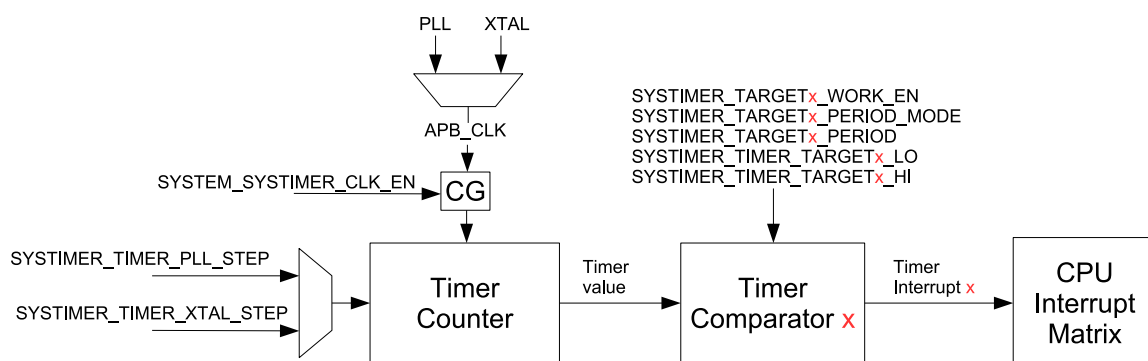 PLL
XTAL
APB_CLK
SYSTEM_SYSTIMER_CLK_EN
CG
SYSTIMER_TARGETx_WORK_EN
SYSTIMER_TARGETx_PERIOD_MODE
SYSTIMER_TARGETx_PERIOD
SYSTIMER_TIMER_TARGETx_LO
SYSTIMER_TIMER_TARGETx_HI
SYSTIMER_TIMER_PLL_STEP
SYSTIMER_TIMER_XTAL_STEP
Timer
Counter
Timer
value
Timer
Comparator x
Timer
Interrupt x
CPU
Interrupt
Matrix